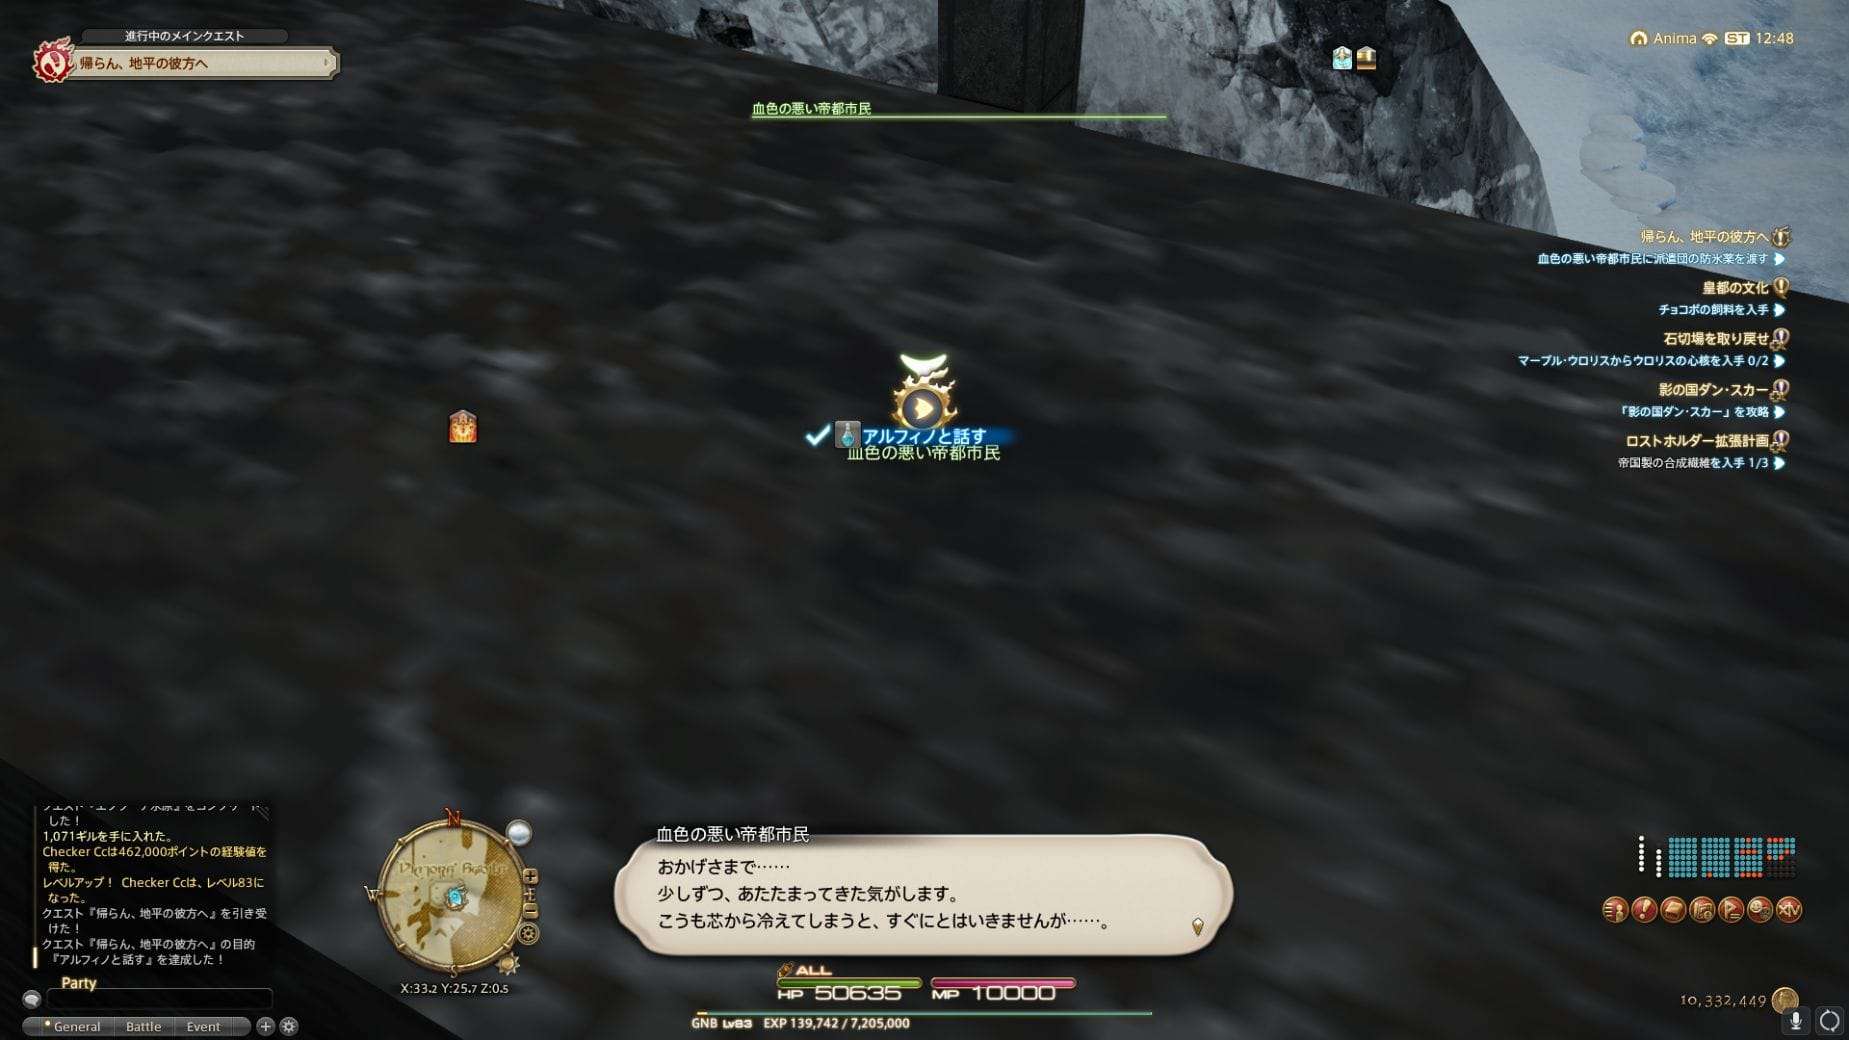 進行中のメインクエスト
帰らん、地平の彼方へ
Anima ST 12:48
血色の悪い帝都市民
帰らん、地平の彼方へ
血色の悪い帝都市民に派遣団の防氷薬を渡す
皇都の文化
チョコボの飼料を入手
石切場を取り戻せ
マーブル・ウロリスからウロリスの心核を入手 0/2
影の国ダン・スカー
『影の国ダン・スカー』を攻略
ロストホルダー拡張計画
帝国製の合成繊維を入手 1/3
アルフィノと話す
血色の悪い帝都市民
した！
1,071ギルを手に入れた。
Checker Ccは462,000ポイントの経験値を
得た。
レベルアップ！ Checker Ccは、レベル83に
なった。
クエスト『帰らん、地平の彼方へ』を引き受
けた！
クエスト『帰らん、地平の彼方へ』の目的
『アルフィノと話す』を達成した！
Party
General Battle Event
N
W
S
X:33.2 Y:25.7 Z:0.5
血色の悪い帝都市民
おかげさまで……
少しずつ、あたたまってきた気がします。
こうも芯から冷えてしまうと、すぐにとはいきませんが……。
ALL
HP 50635 MP 10000
GNB Lv83 EXP 139,742 / 7,205,000
XIV
10,332,449